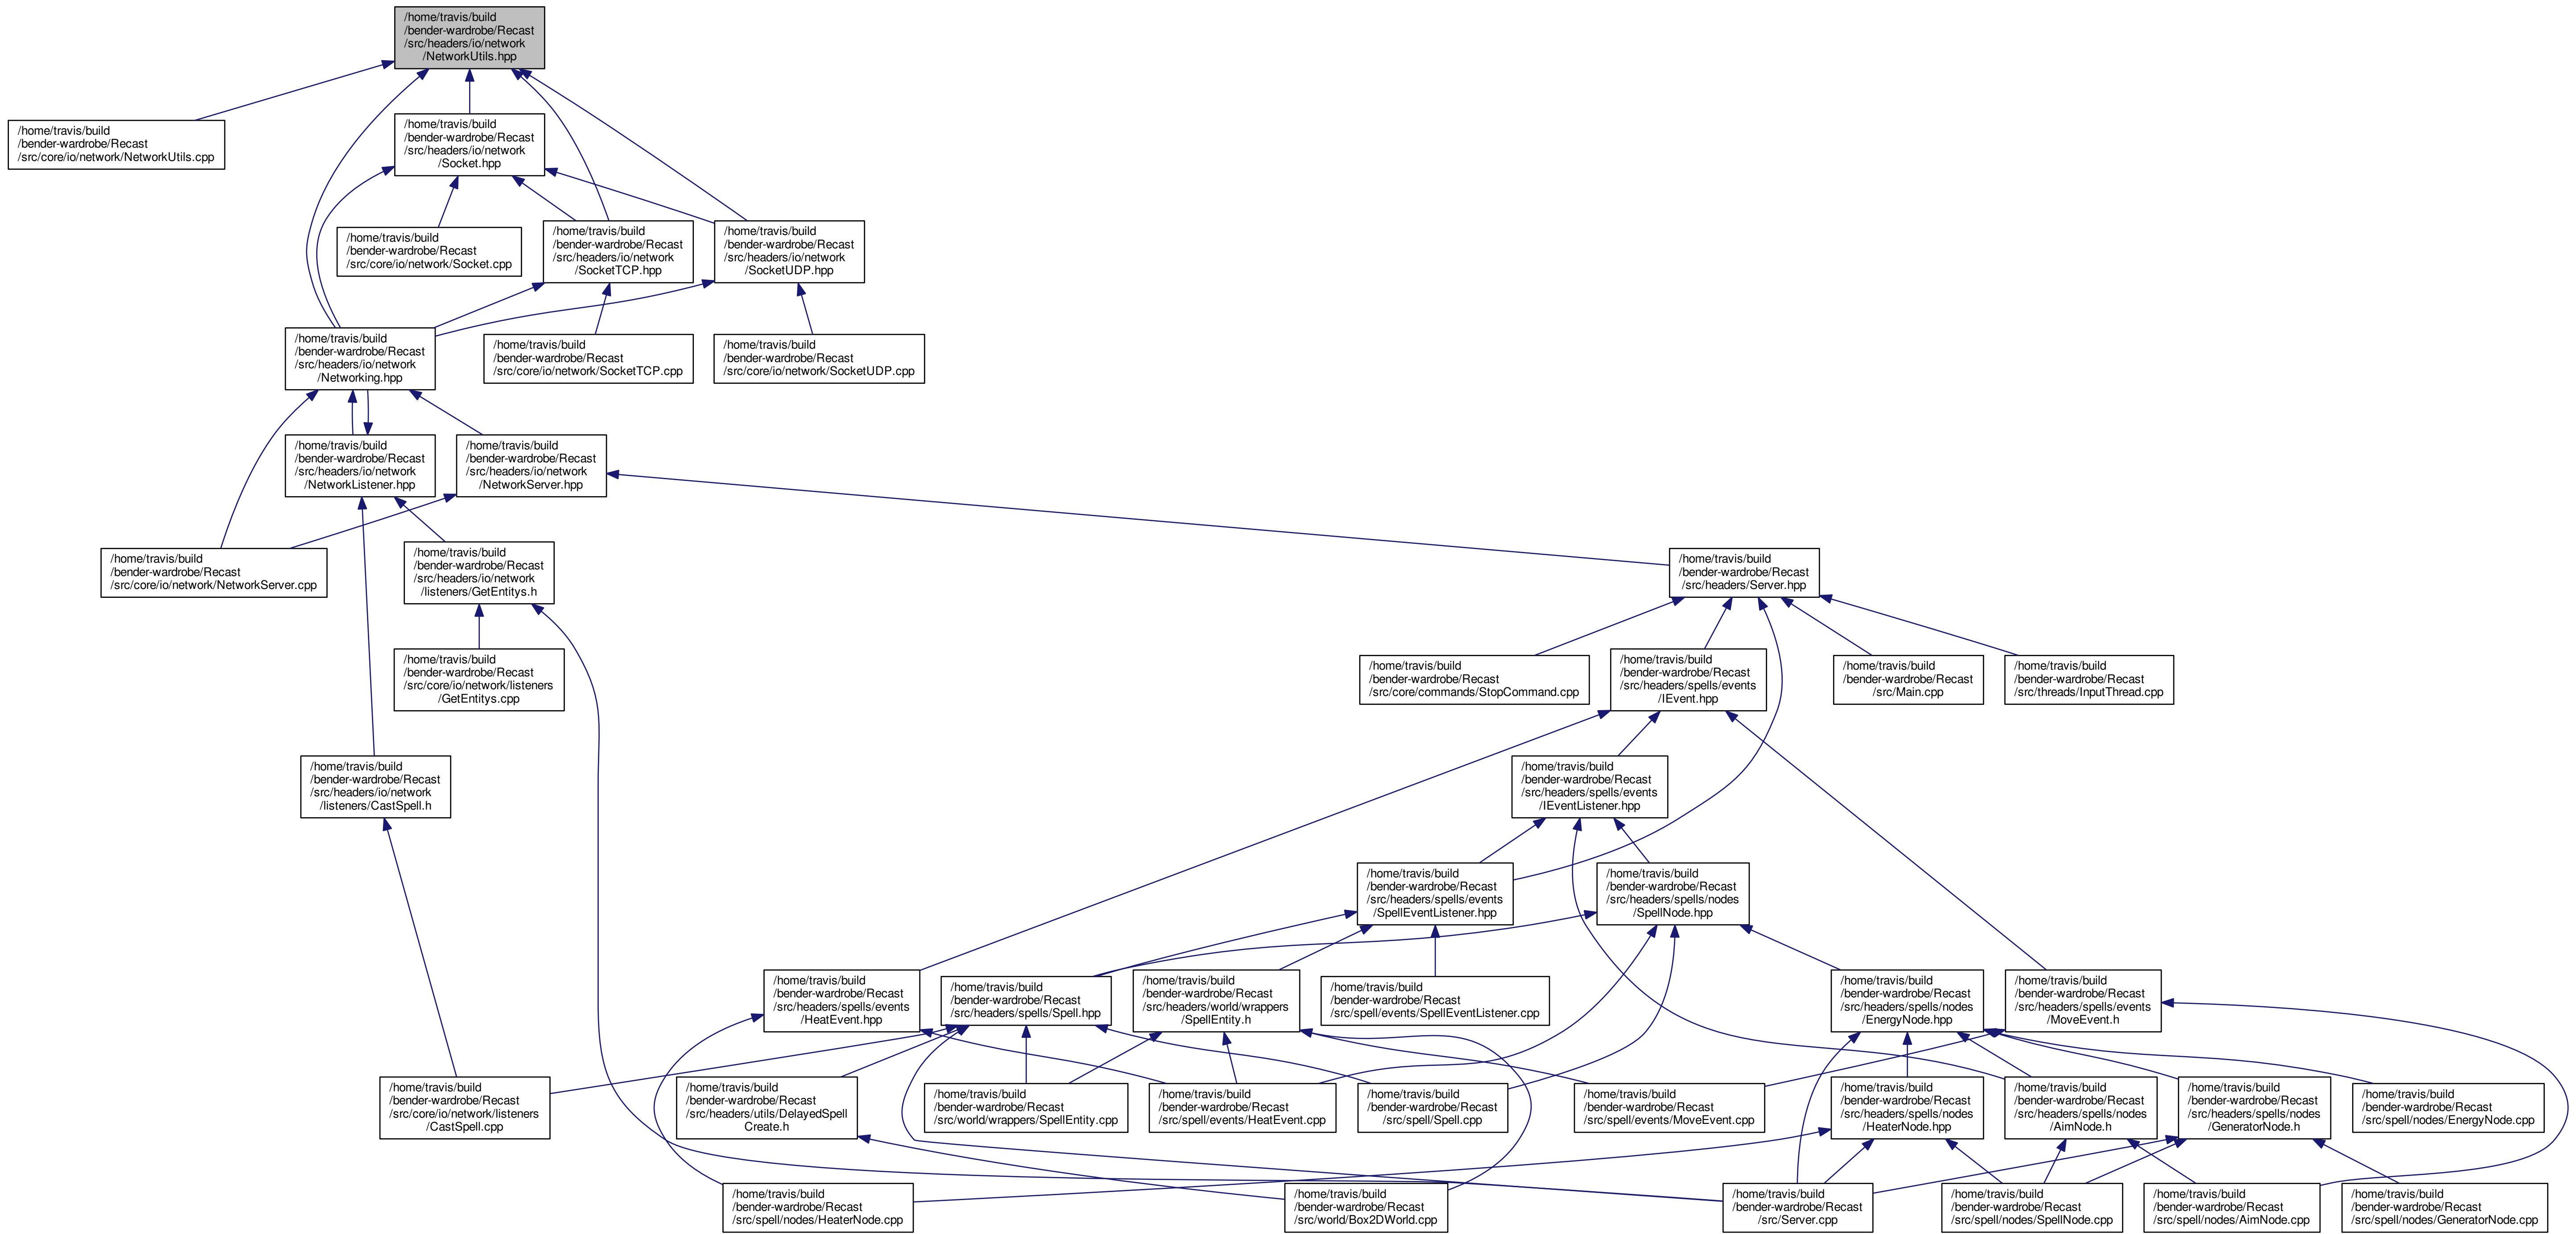 /home/travis/build
/bender-wardrobe/Recast
/src/headers/io/network
/NetworkUtils.hpp
/home/travis/build
/bender-wardrobe/Recast
/src/core/io/network/NetworkUtils.cpp
/home/travis/build
/bender-wardrobe/Recast
/src/headers/io/network
/Socket.hpp
/home/travis/build
/bender-wardrobe/Recast
/src/core/io/network/Socket.cpp
/home/travis/build
/bender-wardrobe/Recast
/src/headers/io/network
/SocketTCP.hpp
/home/travis/build
/bender-wardrobe/Recast
/src/headers/io/network
/SocketUDP.hpp
/home/travis/build
/bender-wardrobe/Recast
/src/headers/io/network
/Networking.hpp
/home/travis/build
/bender-wardrobe/Recast
/src/core/io/network/SocketTCP.cpp
/home/travis/build
/bender-wardrobe/Recast
/src/core/io/network/SocketUDP.cpp
/home/travis/build
/bender-wardrobe/Recast
/src/headers/io/network
/NetworkListener.hpp
/home/travis/build
/bender-wardrobe/Recast
/src/headers/io/network
/NetworkServer.hpp
/home/travis/build
/bender-wardrobe/Recast
/src/core/io/network/NetworkServer.cpp
/home/travis/build
/bender-wardrobe/Recast
/src/headers/io/network
/listeners/GetEntitys.h
/home/travis/build
/bender-wardrobe/Recast
/src/headers/Server.hpp
/home/travis/build
/bender-wardrobe/Recast
/src/core/io/network/listeners
/GetEntitys.cpp
/home/travis/build
/bender-wardrobe/Recast
/src/core/commands/StopCommand.cpp
/home/travis/build
/bender-wardrobe/Recast
/src/headers/spells/events
/IEvent.hpp
/home/travis/build
/bender-wardrobe/Recast
/src/Main.cpp
/home/travis/build
/bender-wardrobe/Recast
/src/threads/InputThread.cpp
/home/travis/build
/bender-wardrobe/Recast
/src/headers/io/network
/listeners/CastSpell.h
/home/travis/build
/bender-wardrobe/Recast
/src/headers/spells/events
/IEventListener.hpp
/home/travis/build
/bender-wardrobe/Recast
/src/headers/spells/events
/SpellEventListener.hpp
/home/travis/build
/bender-wardrobe/Recast
/src/headers/spells/nodes
/SpellNode.hpp
/home/travis/build
/bender-wardrobe/Recast
/src/headers/spells/events
/HeatEvent.hpp
/home/travis/build
/bender-wardrobe/Recast
/src/headers/spells/Spell.hpp
/home/travis/build
/bender-wardrobe/Recast
/src/headers/world/wrappers
/SpellEntity.h
/home/travis/build
/bender-wardrobe/Recast
/src/spell/events/SpellEventListener.cpp
/home/travis/build
/bender-wardrobe/Recast
/src/headers/spells/nodes
/EnergyNode.hpp
/home/travis/build
/bender-wardrobe/Recast
/src/headers/spells/events
/MoveEvent.h
/home/travis/build
/bender-wardrobe/Recast
/src/core/io/network/listeners
/CastSpell.cpp
/home/travis/build
/bender-wardrobe/Recast
/src/headers/utils/DelayedSpell
Create.h
/home/travis/build
/bender-wardrobe/Recast
/src/world/wrappers/SpellEntity.cpp
/home/travis/build
/bender-wardrobe/Recast
/src/spell/events/HeatEvent.cpp
/home/travis/build
/bender-wardrobe/Recast
/src/spell/Spell.cpp
/home/travis/build
/bender-wardrobe/Recast
/src/spell/events/MoveEvent.cpp
/home/travis/build
/bender-wardrobe/Recast
/src/headers/spells/nodes
/HeaterNode.hpp
/home/travis/build
/bender-wardrobe/Recast
/src/headers/spells/nodes
/AimNode.h
/home/travis/build
/bender-wardrobe/Recast
/src/headers/spells/nodes
/GeneratorNode.h
/home/travis/build
/bender-wardrobe/Recast
/src/spell/nodes/EnergyNode.cpp
/home/travis/build
/bender-wardrobe/Recast
/src/spell/nodes/HeaterNode.cpp
/home/travis/build
/bender-wardrobe/Recast
/src/world/Box2DWorld.cpp
/home/travis/build
/bender-wardrobe/Recast
/src/Server.cpp
/home/travis/build
/bender-wardrobe/Recast
/src/spell/nodes/SpellNode.cpp
/home/travis/build
/bender-wardrobe/Recast
/src/spell/nodes/AimNode.cpp
/home/travis/build
/bender-wardrobe/Recast
/src/spell/nodes/GeneratorNode.cpp